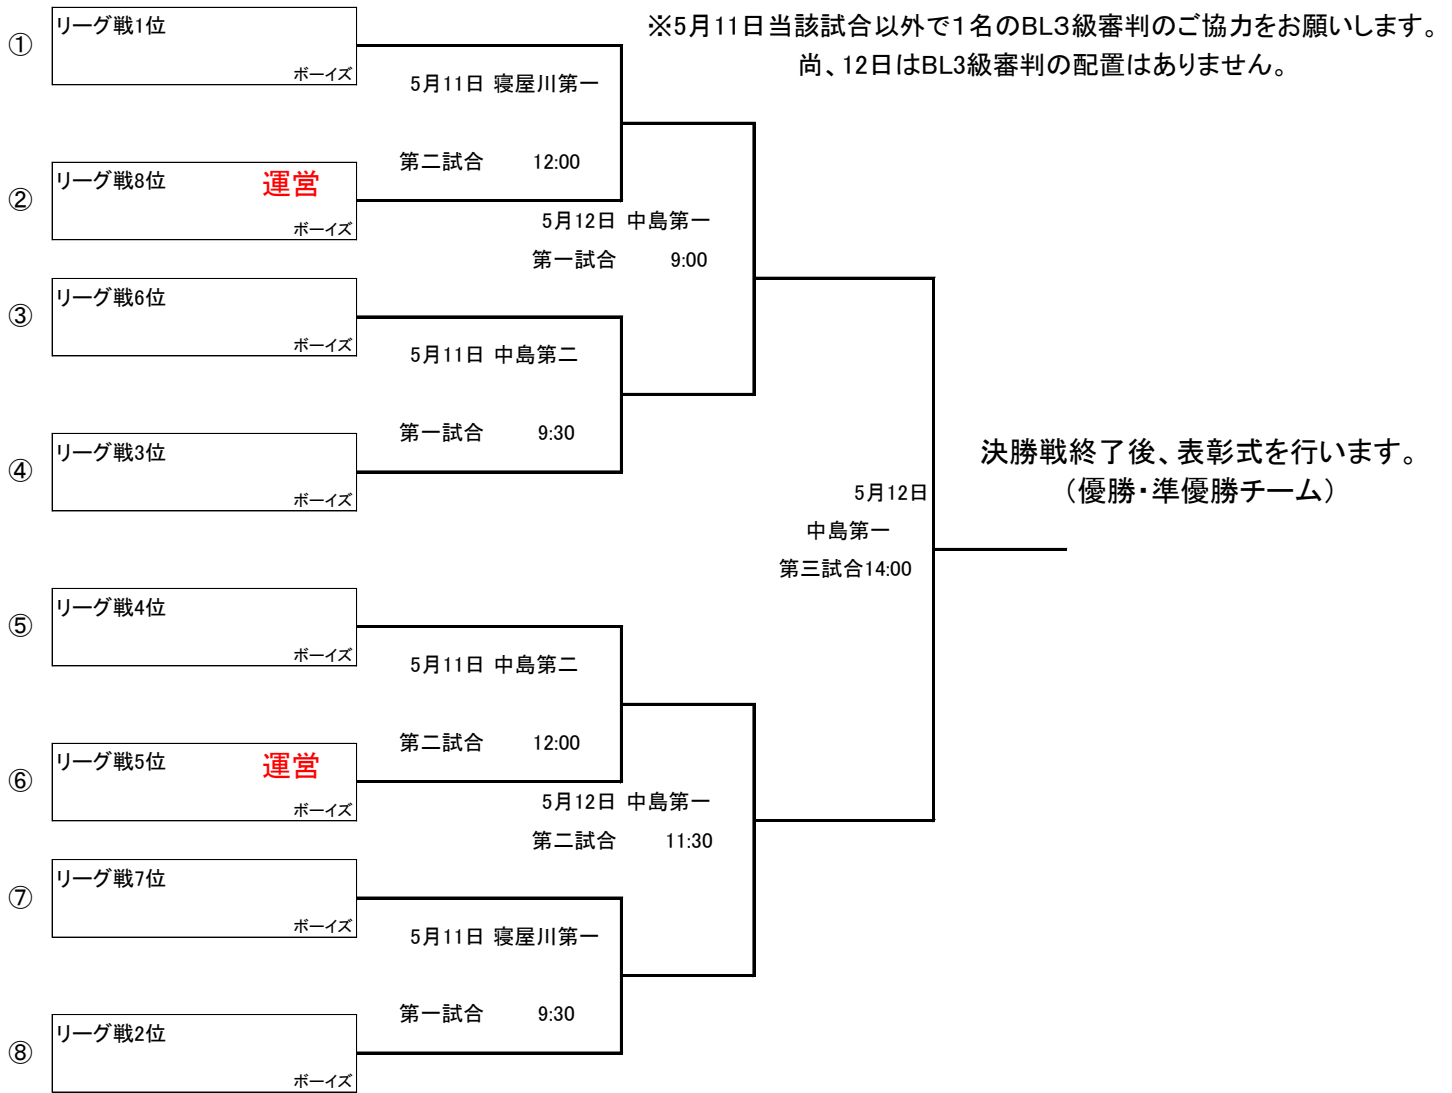 ※5月11日当該試合以外で1名のBL3級審判のご協力をお願いします。
尚、12日はBL3級審判の配置はありません。
① リーグ戦1位
ボーイズ
5月11日 寝屋川第一
第二試合 12:00
② リーグ戦8位 運営
ボーイズ
5月12日 中島第一
第一試合 9:00
③ リーグ戦6位
ボーイズ
5月11日 中島第二
第一試合 9:30
④ リーグ戦3位
ボーイズ
決勝戦終了後、表彰式を行います。
（優勝・準優勝チーム）
5月12日
中島第一
第三試合14:00
⑤ リーグ戦4位
ボーイズ
5月11日 中島第二
第二試合 12:00
⑥ リーグ戦5位 運営
ボーイズ
5月12日 中島第一
第二試合 11:30
⑦ リーグ戦7位
ボーイズ
5月11日 寝屋川第一
第一試合 9:30
⑧ リーグ戦2位
ボーイズ